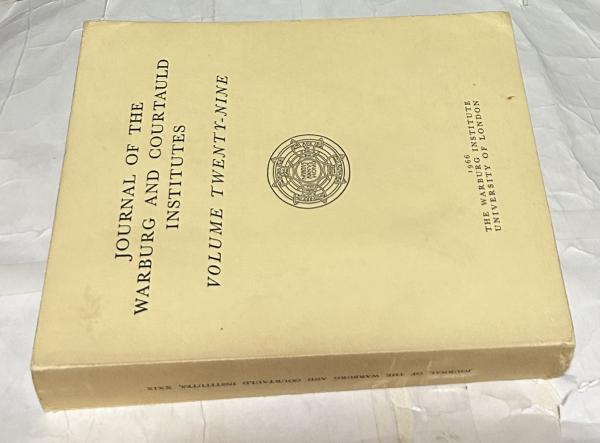 JOURNAL OF THE
WARBURG AND COURTAULD
INSTITUTES
VOLUME TWENTY-NINE
1966
THE WARBURG INSTITUTE
UNIVERSITY OF LONDON
JOURNAL OF THE WARBURG AND COURTAULD INSTITUTES, XXIX